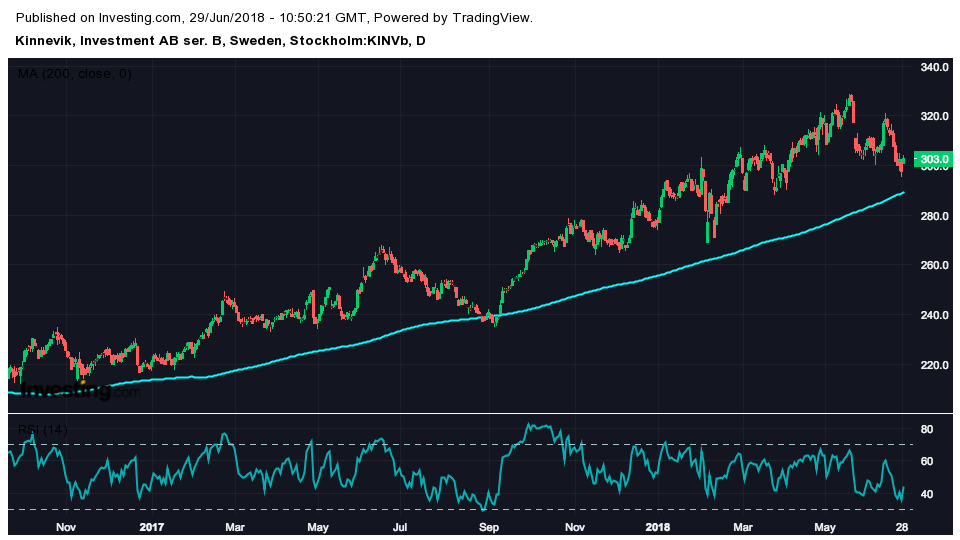 Published on Investing.com, 29/Jun/2018 - 10:50:21 GMT, Powered by TradingView.
Kinnevik, Investment AB ser. B, Sweden, Stockholm:KINVb, D
MA (200, close, 0)
340.0
320.0
303.0
300.0
280.0
260.0
240.0
220.0
Investing.com
RSI (14)
80
60
40
Nov 2017 Mar May Jul Sep Nov 2018 Mar May 28